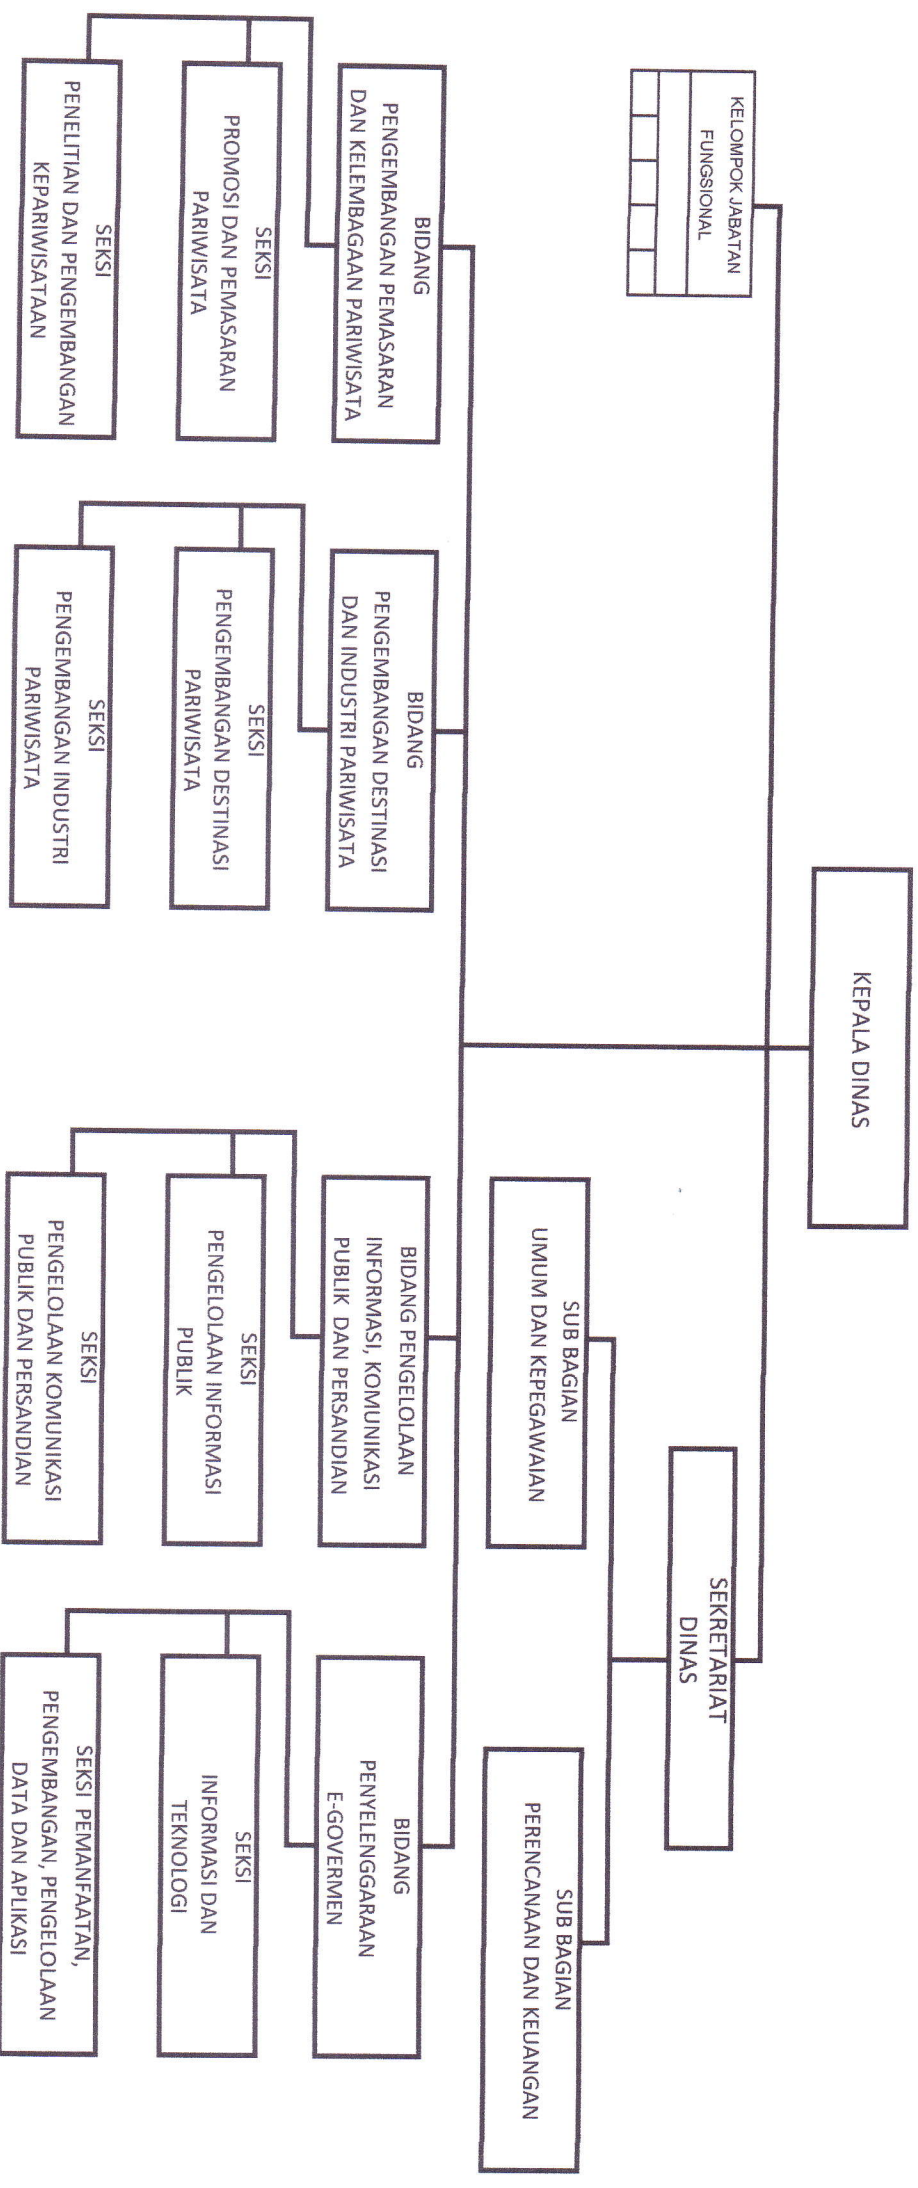 KEPALA DINAS
KELOMPOK JABATAN
FUNGSIONAL
SEKRETARIAT
DINAS
SUB BAGIAN
UMUM DAN KEPEGAWAIAN
SUB BAGIAN
PERENCANAAN DAN KEUANGAN
BIDANG
PENGEMBANGAN PEMASARAN
DAN KELEMBAGAAN PARIWISATA
BIDANG
PENGEMBANGAN DESTINASI
DAN INDUSTRI PARIWISATA
BIDANG PENGELOLAAN
INFORMASI, KOMUNIKASI
PUBLIK DAN PERSANDIAN
BIDANG
PENYELENGGARAAN
E-GOVERMEN
SEKSI
PROMOSI DAN PEMASARAN
PARIWISATA
SEKSI
PENGEMBANGAN DESTINASI
PARIWISATA
SEKSI
PENGELOLAAN INFORMASI
PUBLIK
SEKSI
INFORMASI DAN
TEKNOLOGI
SEKSI
PENELITIAN DAN PENGEMBANGAN
KEPARIWISATAAN
SEKSI
PENGEMBANGAN INDUSTRI
PARIWISATA
SEKSI
PENGELOLAAN KOMUNIKASI
PUBLIK DAN PERSANDIAN
SEKSI PEMANFAATAN,
PENGEMBANGAN, PENGELOLAAN
DATA DAN APLIKASI